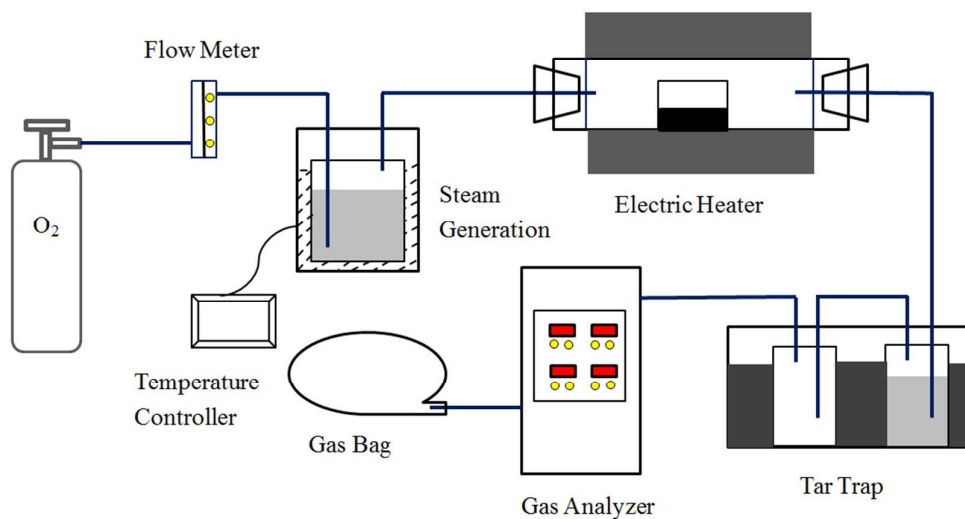 Flow Meter
O₂
Steam
Generation
Electric Heater
Temperature
Controller
Gas Bag
Gas Analyzer
Tar Trap